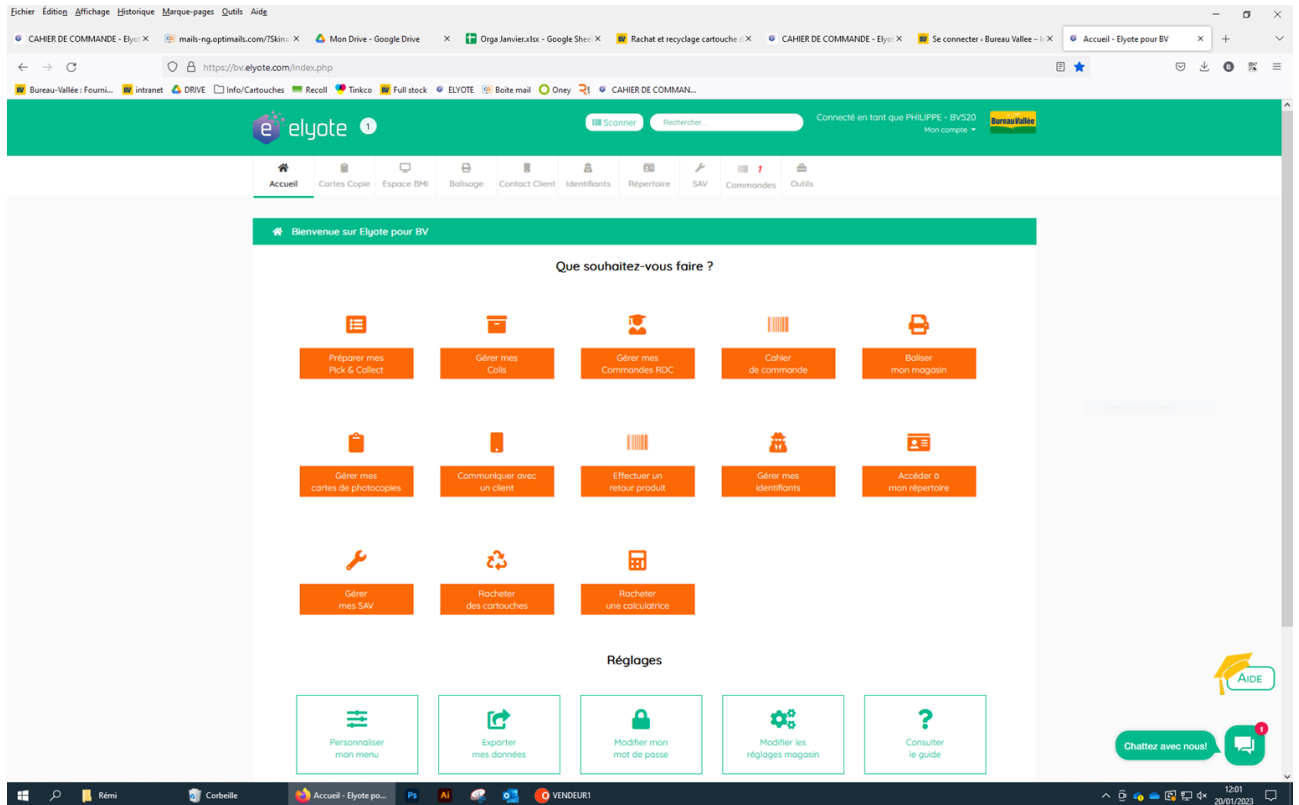 Fichier Édition Affichage Historique Marque-pages Outils Aide
CAHIER DE COMMANDE - Elyot
mails-ng.optimails.com/?Skin=
Mon Drive - Google Drive
Orga Janvier.xlsx - Google Sheet
Rachat et recyclage cartouche d
CAHIER DE COMMANDE - Elyot
Se connecter ‹ Bureau Vallee — I
Accueil - Elyote pour BV
https://bv.elyote.com/index.php
Bureau-Vallée : Fourni... intranet DRIVE Info/Cartouches Recoll Tinkco Full stock ELYOTE Boite mail Oney CAHIER DE COMMAN...
elyote 1
Scanner
Rechercher...
Connecté en tant que PHILIPPE - BV520
Mon compte
Bureau Vallée
Accueil Cartes Copie Espace BMI Balisage Contact Client Identifiants Répertoire SAV Commandes 1 Outils
Bienvenue sur Elyote pour BV
Que souhaitez-vous faire ?
Préparer mes
Pick & Collect
Gérer mes
Colis
Gérer mes
Commandes RDC
Cahier
de commande
Baliser
mon magasin
Gérer mes
cartes de photocopies
Communiquer avec
un client
Effectuer un
retour produit
Gérer mes
identifiants
Accéder à
mon répertoire
Gérer
mes SAV
Racheter
des cartouches
Racheter
une calculatrice
Réglages
Personnaliser
mon menu
Exporter
mes données
Modifier mon
mot de passe
Modifier les
réglages magasin
Consulter
le guide
AIDE
Chattez avec nous!
1
Rémi
Corbeille
Accueil - Elyote po...
Ps
Ai
VENDEUR1
12:01
20/01/2023